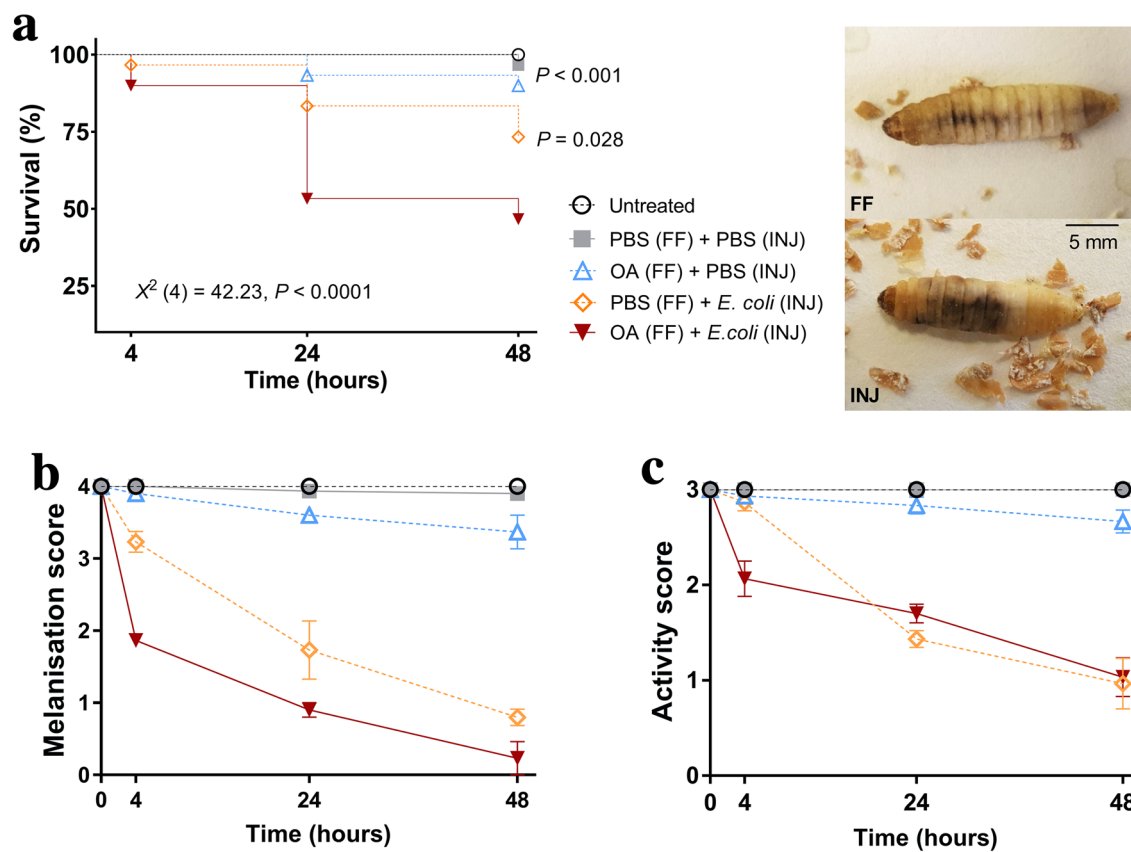 a
Survival (%)
100
75
50
25
P < 0.001
P = 0.028
X² (4) = 42.23, P < 0.0001
4 24 48
Time (hours)
Untreated
PBS (FF) + PBS (INJ)
OA (FF) + PBS (INJ)
PBS (FF) + E. coli (INJ)
OA (FF) + E.coli (INJ)
FF
5 mm
INJ
b
Melanisation score
4
3
2
1
0
0 4 24 48
Time (hours)
c
Activity score
3
2
1
0
0 4 24 48
Time (hours)